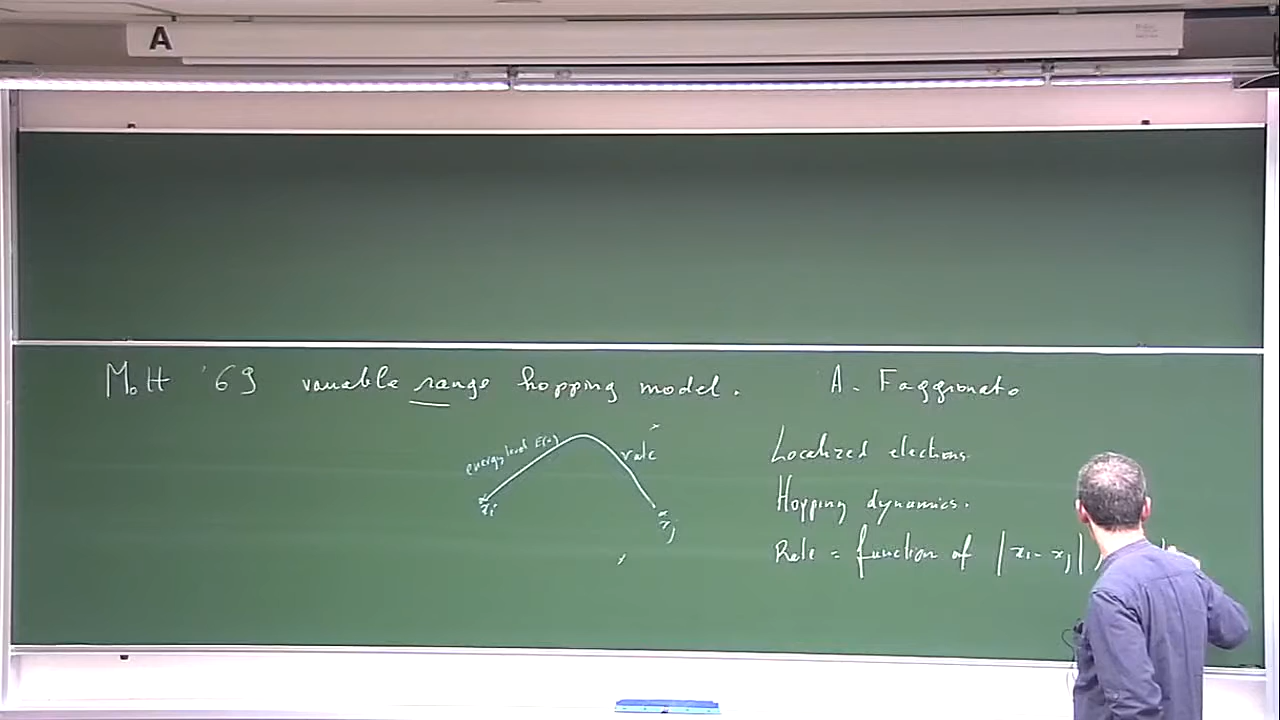 A
Mott '69 variable range hopping model. A. Faggionato
energy level E(x)
rate
x_i
x_j
Localized electrons.
Hopping dynamics.
Rate = function of |x_i - x_j|,